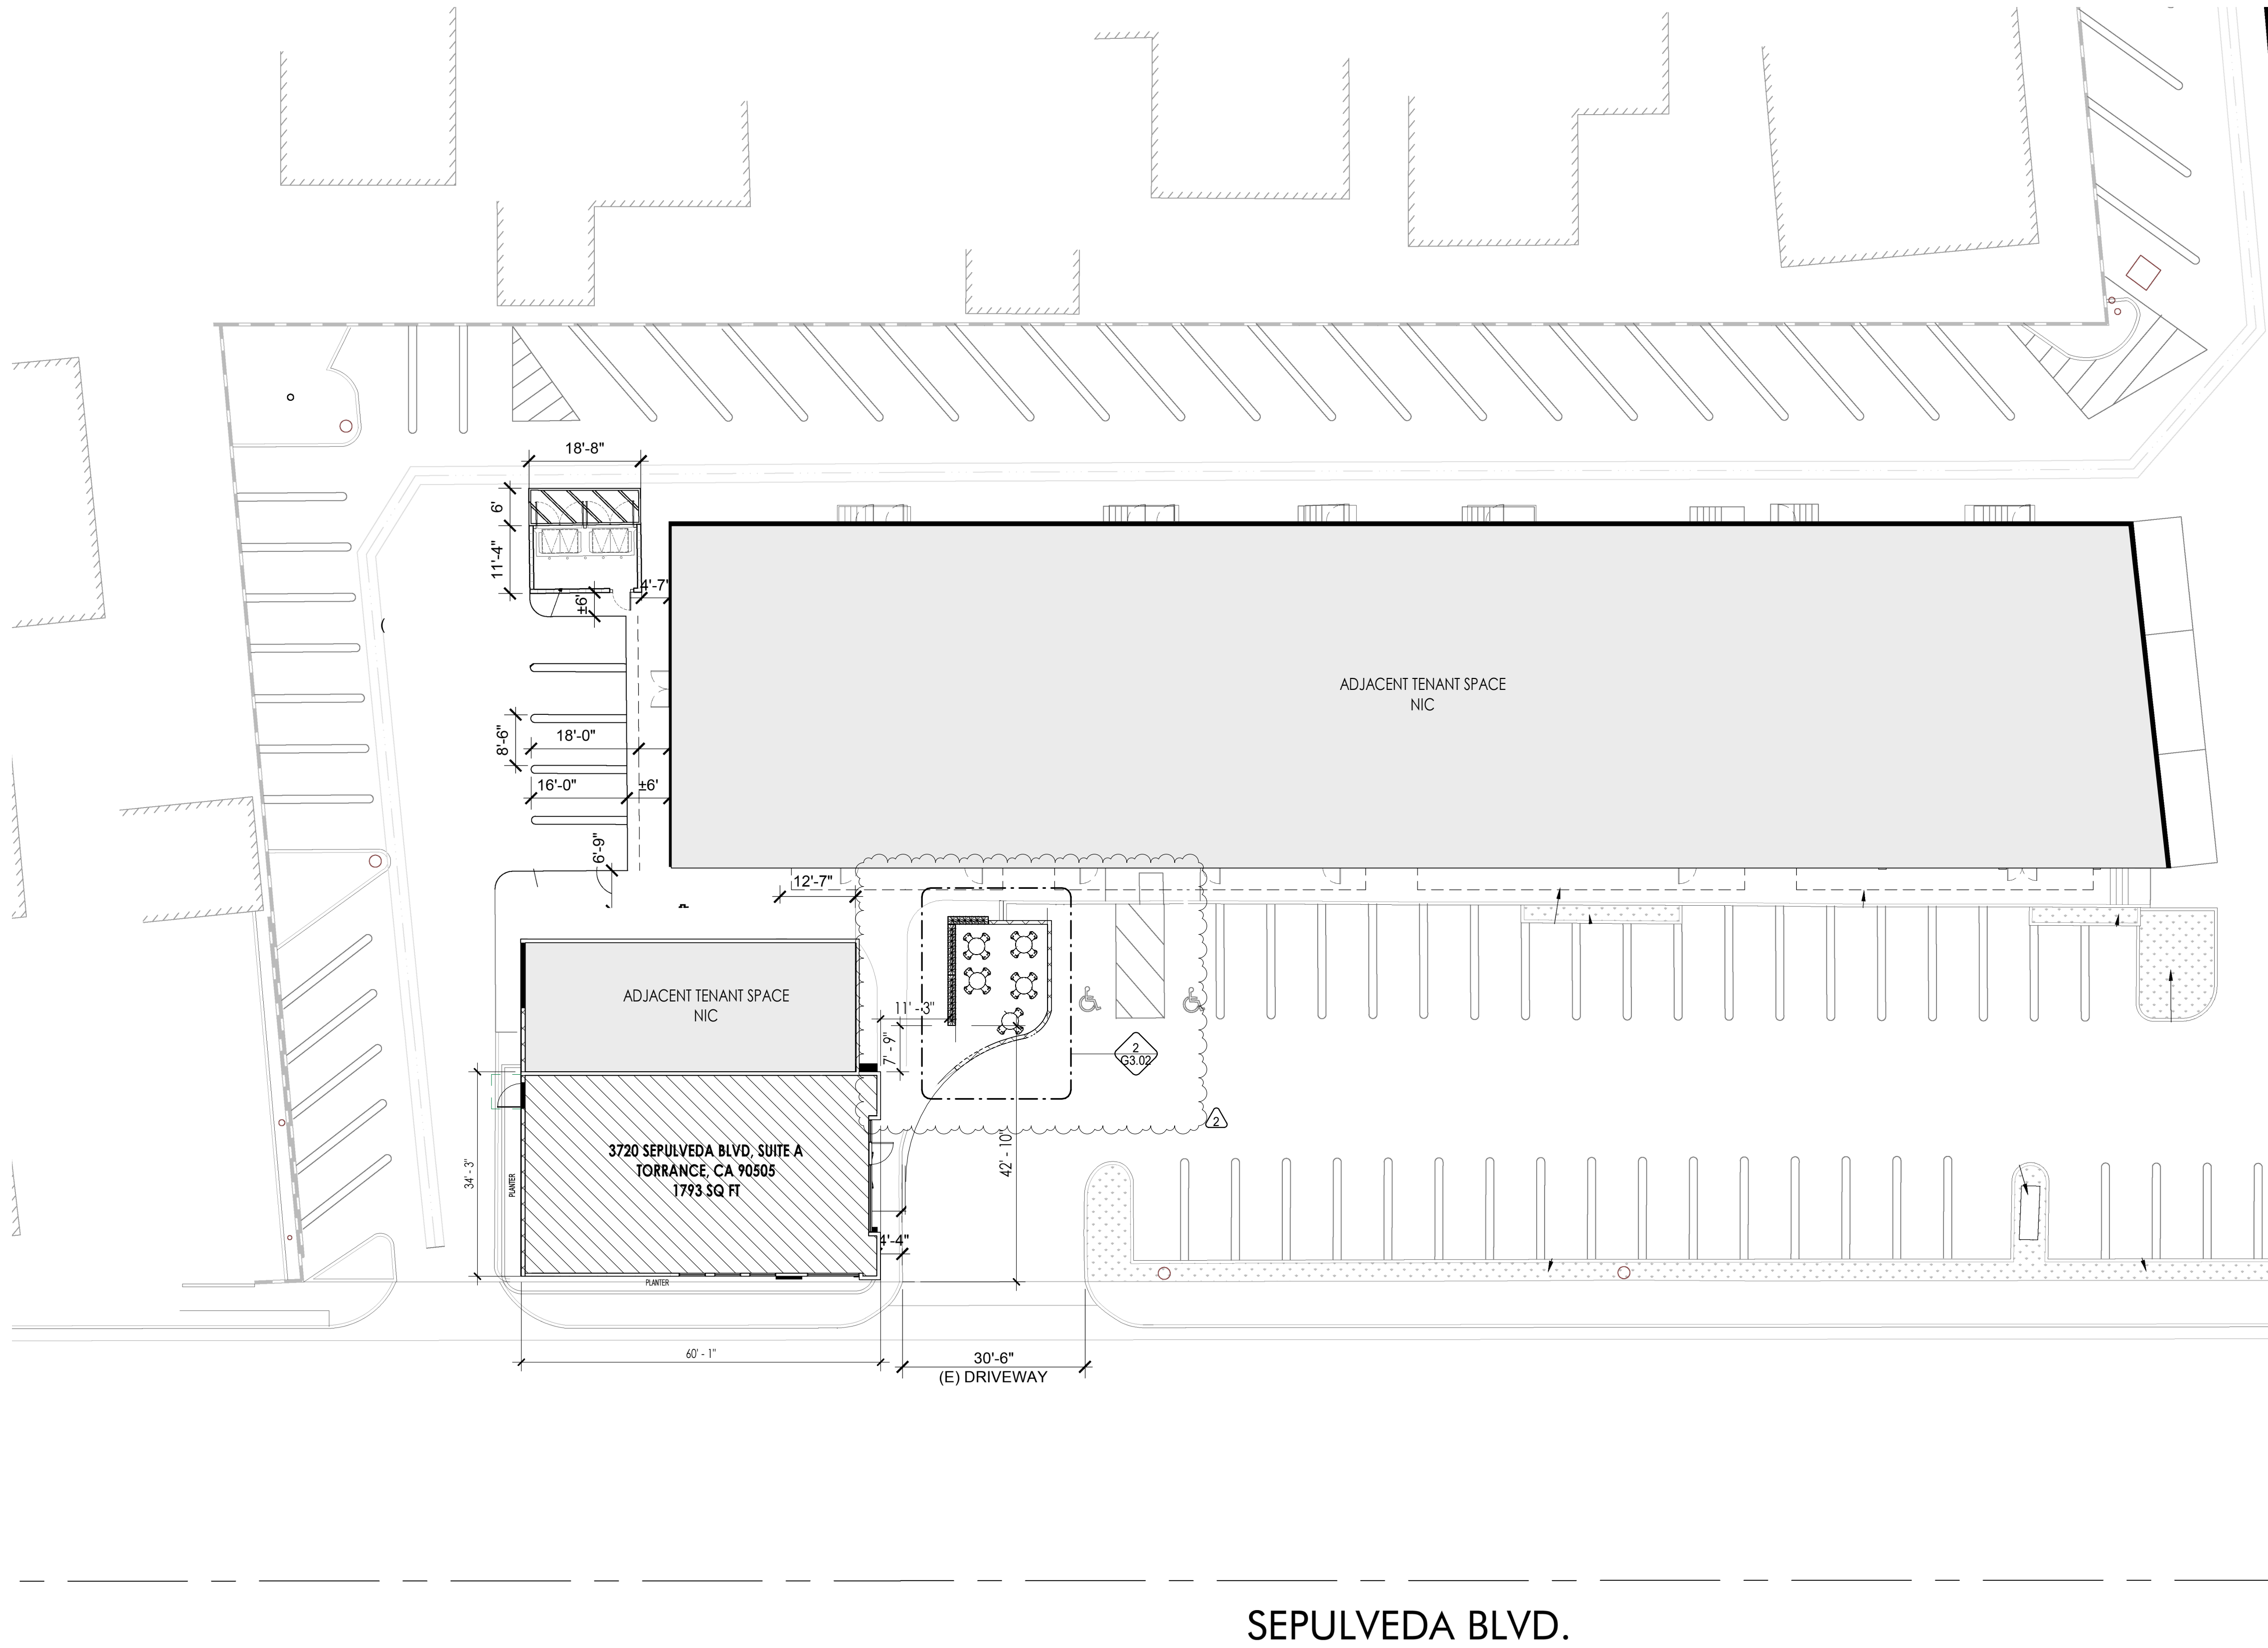 18'-8"
6'
11'-4"
4'-7"
±6'
ADJACENT TENANT SPACE
NIC
8'-6"
18'-0"
16'-0"
±6'
6'-9"
12'-7"
ADJACENT TENANT SPACE
NIC
11' - 3"
7' - 9"
2
G3.02
2
34' - 3"
PLANTER
3720 SEPULVEDA BLVD, SUITE A
TORRANCE, CA 90505
1793 SQ FT
42' - 10"
4'-4"
PLANTER
60' - 1"
30'-6"
(E) DRIVEWAY
SEPULVEDA BLVD.